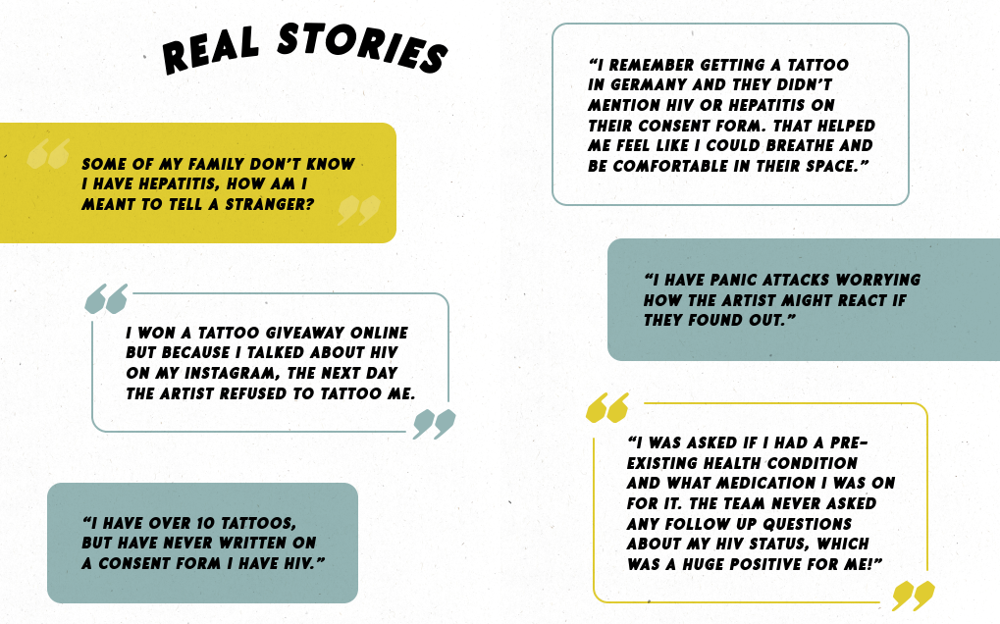 REAL STORIES
SOME OF MY FAMILY DON'T KNOW
I HAVE HEPATITIS, HOW AM I
MEANT TO TELL A STRANGER?
I WON A TATTOO GIVEAWAY ONLINE
BUT BECAUSE I TALKED ABOUT HIV
ON MY INSTAGRAM, THE NEXT DAY
THE ARTIST REFUSED TO TATTOO ME.
"I HAVE OVER 10 TATTOOS,
BUT HAVE NEVER WRITTEN ON
A CONSENT FORM I HAVE HIV."
"I REMEMBER GETTING A TATTOO
IN GERMANY AND THEY DIDN'T
MENTION HIV OR HEPATITIS ON
THEIR CONSENT FORM. THAT HELPED
ME FEEL LIKE I COULD BREATHE AND
BE COMFORTABLE IN THEIR SPACE."
"I HAVE PANIC ATTACKS WORRYING
HOW THE ARTIST MIGHT REACT IF
THEY FOUND OUT."
"I WAS ASKED IF I HAD A PRE-
EXISTING HEALTH CONDITION
AND WHAT MEDICATION I WAS ON
FOR IT. THE TEAM NEVER ASKED
ANY FOLLOW UP QUESTIONS
ABOUT MY HIV STATUS, WHICH
WAS A HUGE POSITIVE FOR ME!"